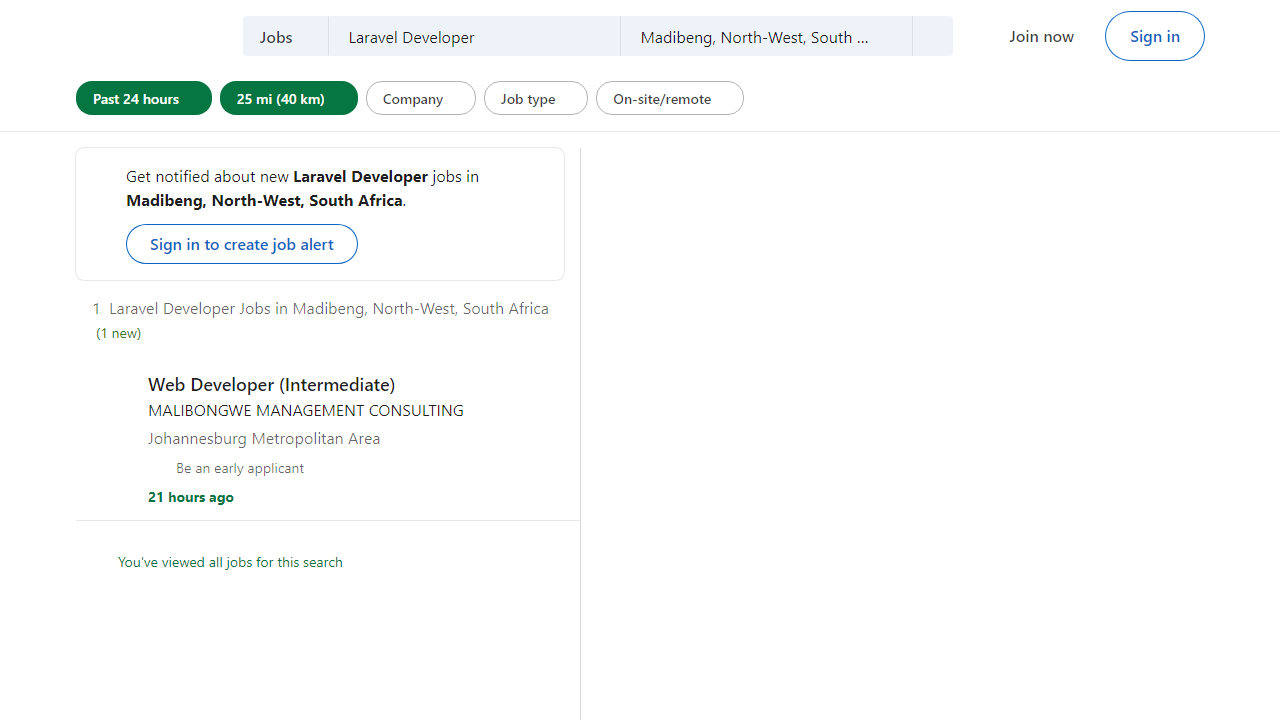 Jobs
Laravel Developer
Madibeng, North-West, South ...
Join now
Sign in
Past 24 hours
25 mi (40 km)
Company
Job type
On-site/remote
Get notified about new Laravel Developer jobs in
Madibeng, North-West, South Africa.
Sign in to create job alert
1 Laravel Developer Jobs in Madibeng, North-West, South Africa
(1 new)
Web Developer (Intermediate)
MALIBONGWE MANAGEMENT CONSULTING
Johannesburg Metropolitan Area
Be an early applicant
21 hours ago
You've viewed all jobs for this search